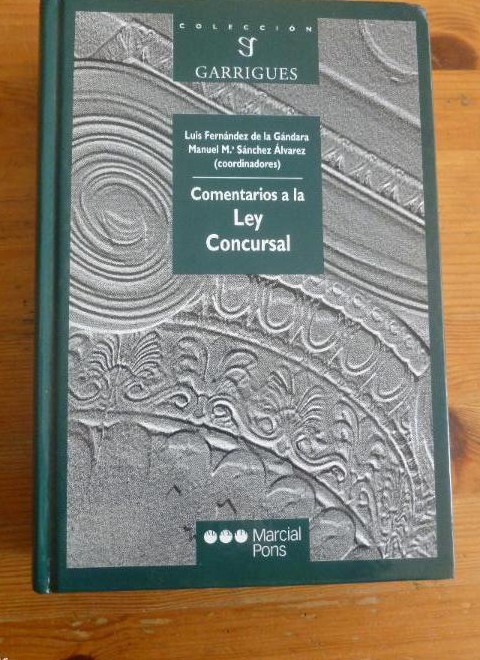 COLECCIÓN
GARRIGUES
Luis Fernández de la Gándara
Manuel M.ª Sánchez Álvarez
(coordinadores)
Comentarios a la
Ley
Concursal
Marcial
Pons